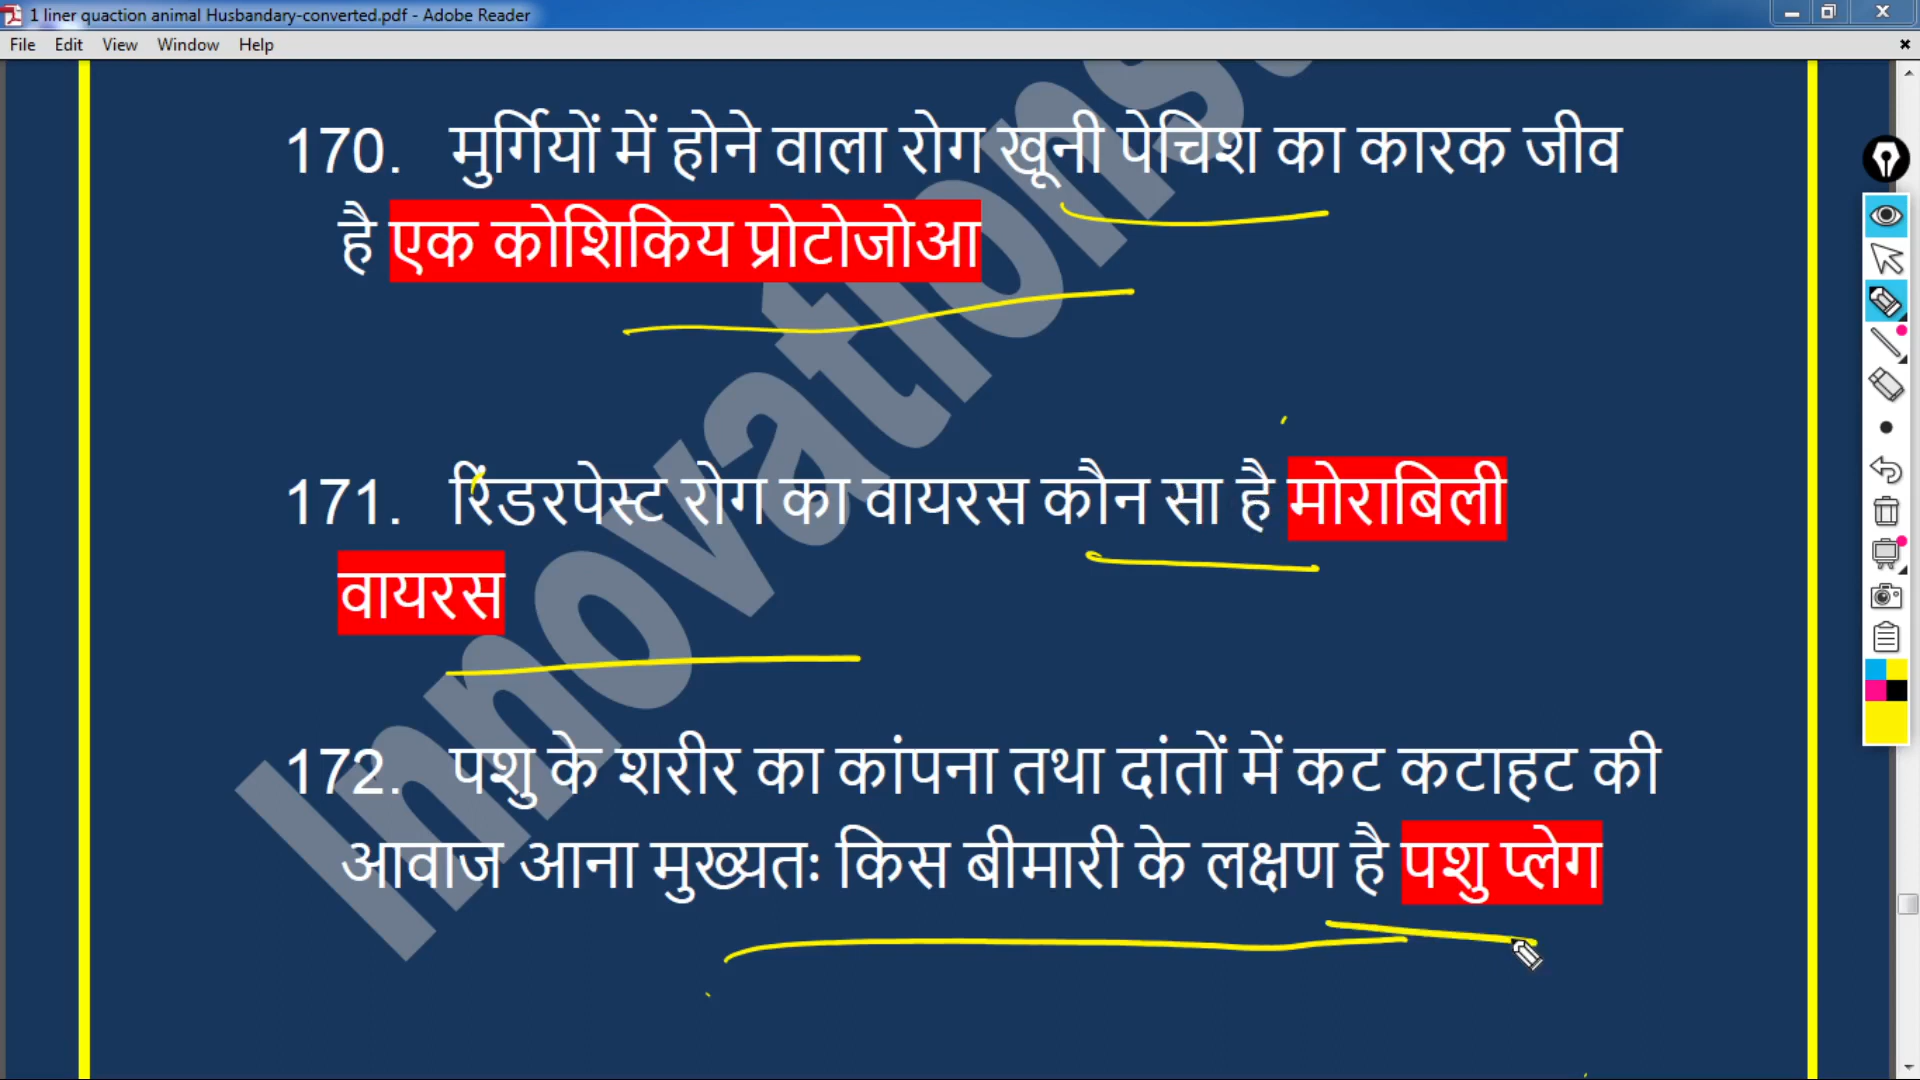 1 liner quaction animal Husbandary-converted.pdf - Adobe Reader
File Edit View Window Help
170. मुर्गियों में होने वाला रोग खूनी पेचिश का कारक जीव
है एक कोशिकिय प्रोटोजोआ
171. रिंडरपेस्ट रोग का वायरस कौन सा है मोराबिली
वायरस
172. पशु के शरीर का कांपना तथा दांतों में कट कटाहट की
आवाज आना मुख्यतः किस बीमारी के लक्षण है पशु प्लेग
Innovations